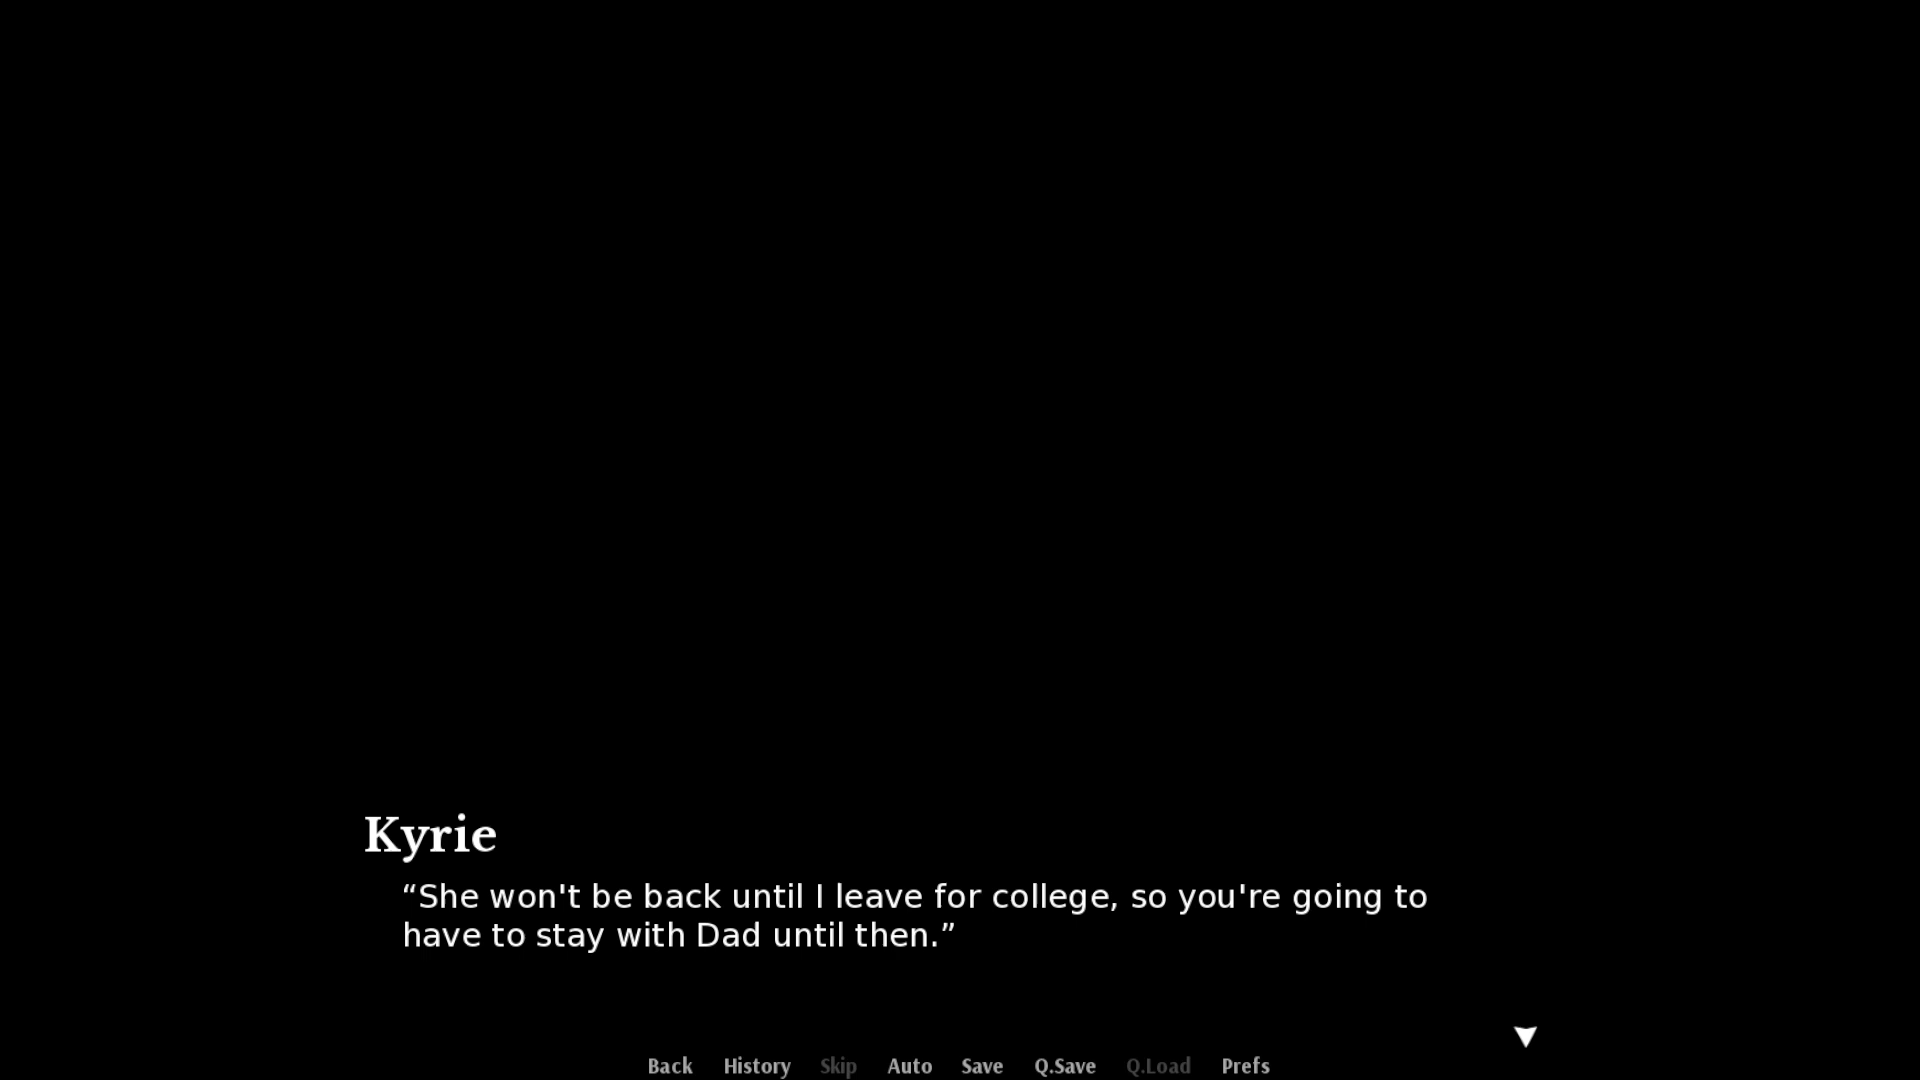 Kyrie
“She won't be back until I leave for college, so you're going to
have to stay with Dad until then.”
Back History Skip Auto Save Q.Save Q.Load Prefs